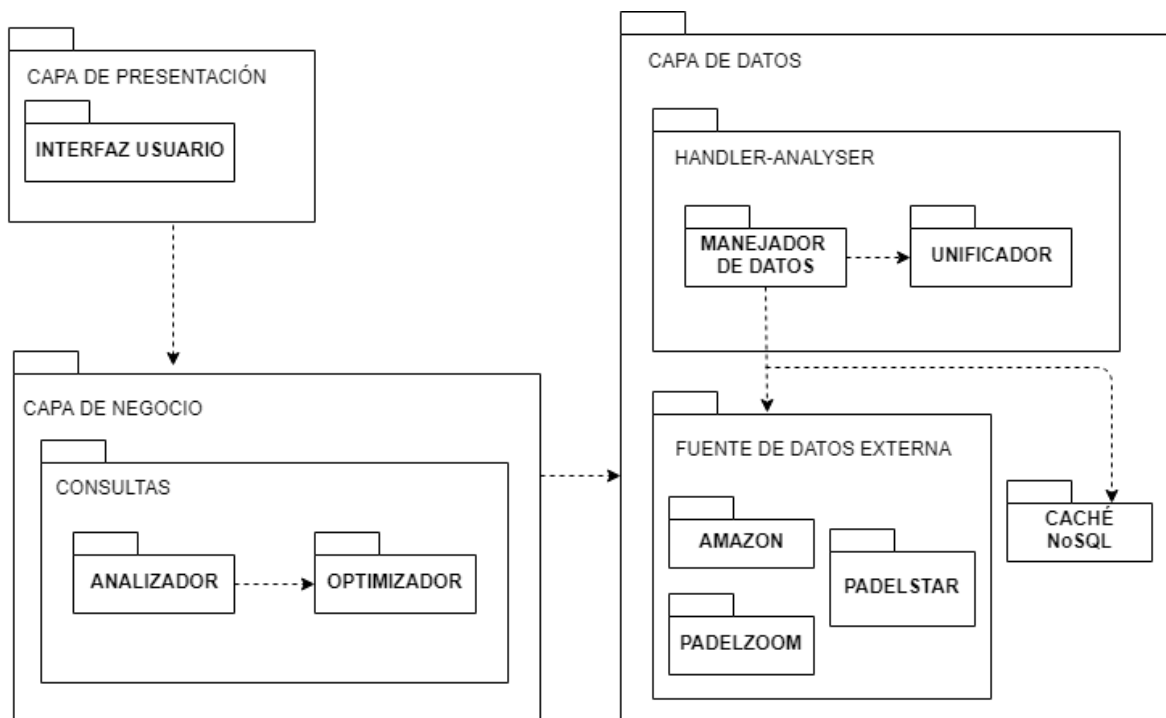 CAPA DE PRESENTACIÓN
INTERFAZ USUARIO
CAPA DE NEGOCIO
CONSULTAS
ANALIZADOR
OPTIMIZADOR
CAPA DE DATOS
HANDLER-ANALYSER
MANEJADOR
DE DATOS
UNIFICADOR
FUENTE DE DATOS EXTERNA
AMAZON
PADELSTAR
PADELZOOM
CACHÉ
NoSQL